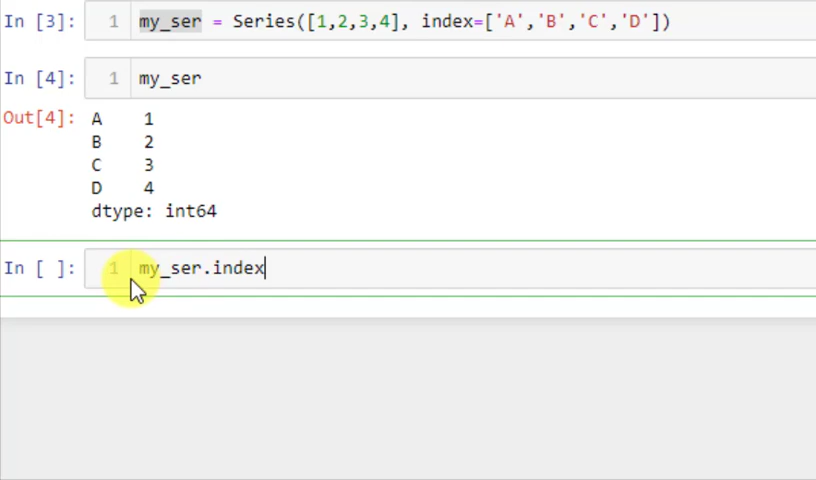 In [3]: 1 my_ser = Series([1,2,3,4], index=['A','B','C','D'])
In [4]: 1 my_ser
Out[4]: A 1
B 2
C 3
D 4
dtype: int64
In [ ]: 1 my_ser.index